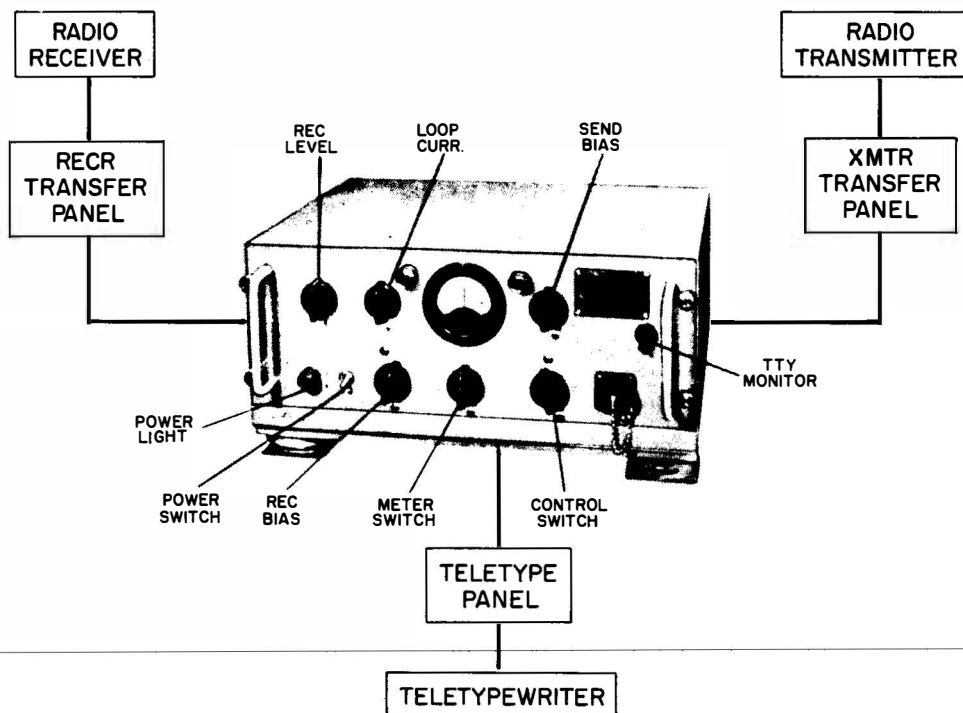 RADIO
RECEIVER
RADIO
TRANSMITTER
REC
LEVEL
LOOP
CURR.
SEND
BIAS
RECR
TRANSFER
PANEL
XMTR
TRANSFER
PANEL
TTY
MONITOR
POWER
LIGHT
POWER
SWITCH
REC
BIAS
METER
SWITCH
CONTROL
SWITCH
TELETYPE
PANEL
TELETYPEWRITER